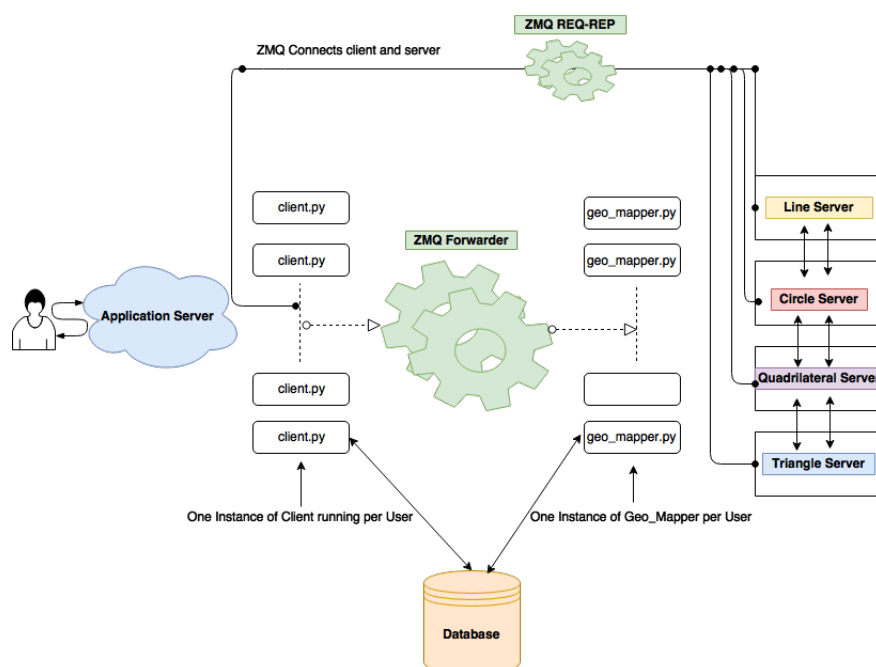 ZMQ REQ-REP
ZMQ Connects client and server
client.py
geo_mapper.py
Line Server
ZMQ Forwarder
client.py
geo_mapper.py
Application Server
Circle Server
client.py
Quadrilateral Server
client.py
geo_mapper.py
Triangle Server
One Instance of Client running per User
One Instance of Geo_Mapper per User
Database